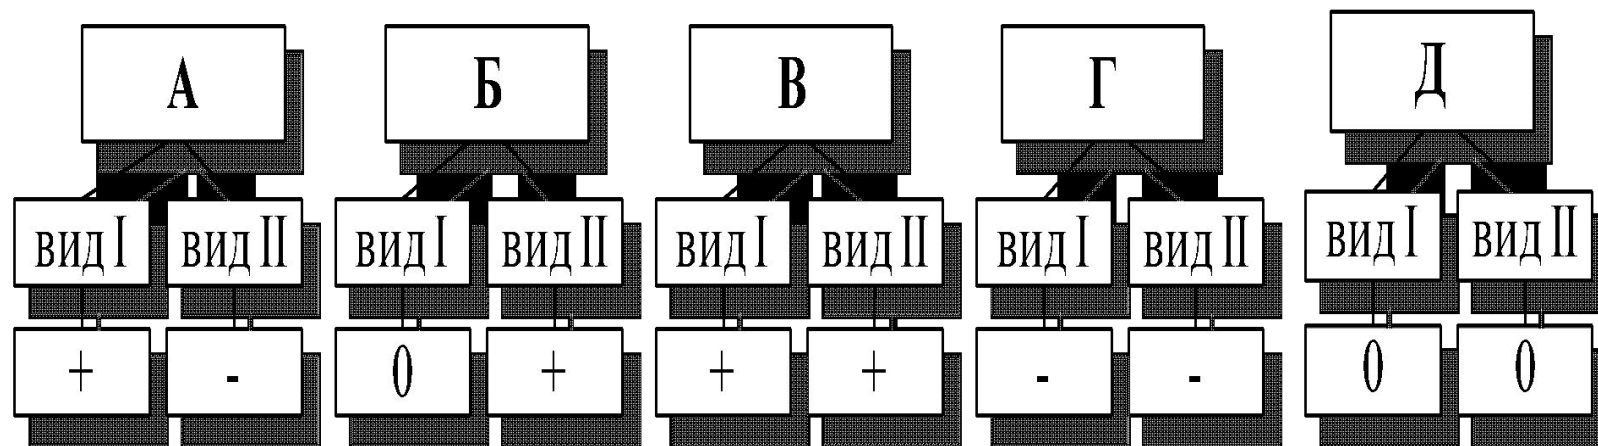 А Б В Г Д
вид I вид II вид I вид II вид I вид II вид I вид II вид I вид II
+ - 0 + + + - - 0 0